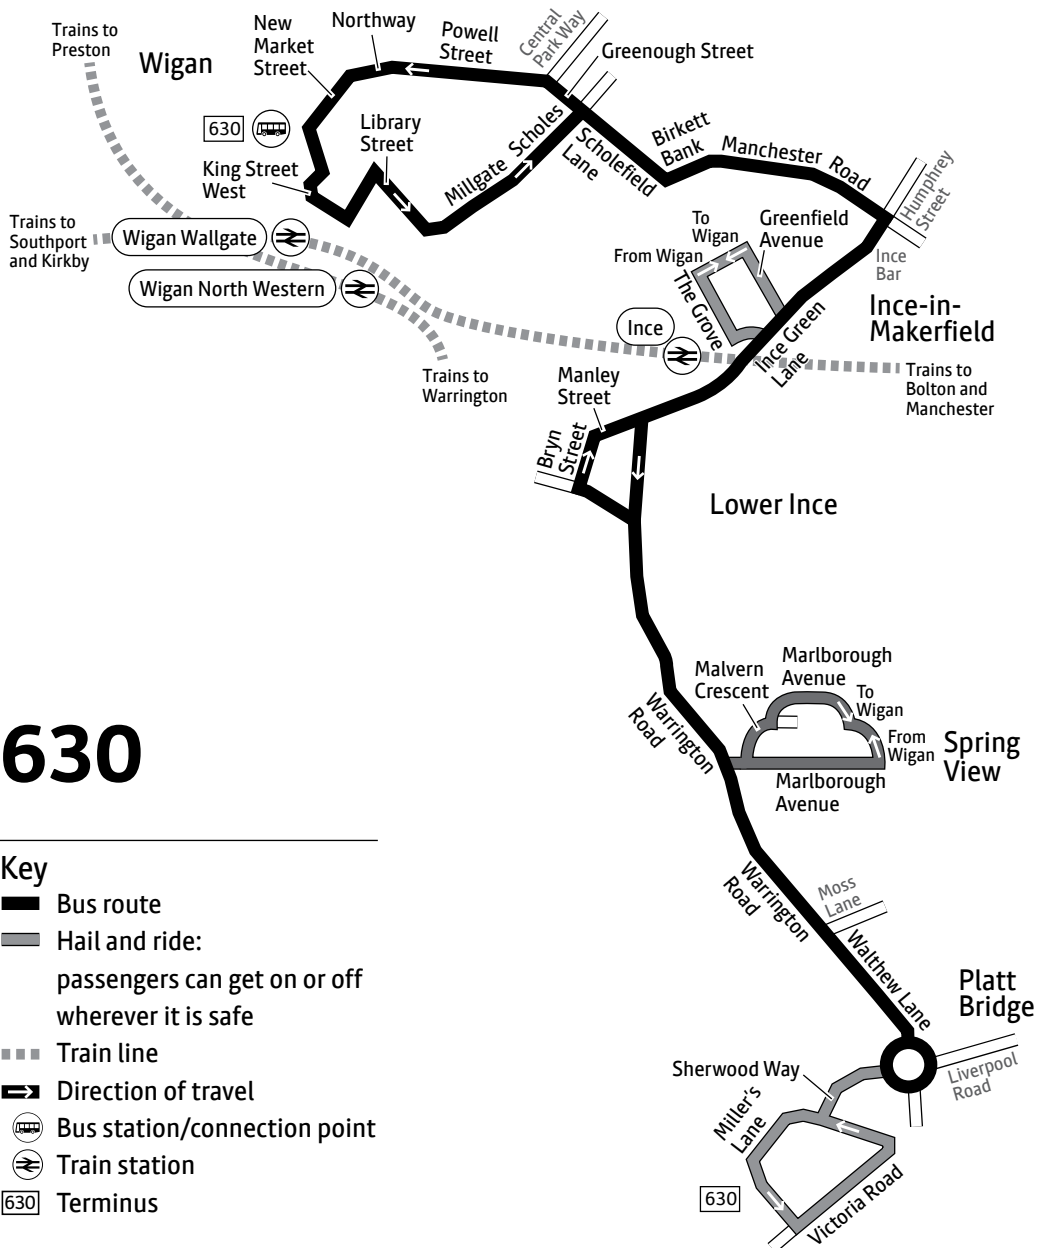 Trains to
Preston
Wigan
New
Market
Street
Northway
Powell
Street
Central
Park Way
Greenough Street
630
Library
Street
King Street
West
Millgate
Scholes
Scholefield
Lane
Birkett
Bank
Manchester Road
Humphrey
Street
Ince
Bar
Trains to
Southport
and Kirkby
Wigan Wallgate
Wigan North Western
To
Wigan
From Wigan
Greenfield
Avenue
The Grove
Ince Green
Lane
Ince-in-
Makerfield
Ince
Trains to
Warrington
Trains to
Bolton and
Manchester
Manley
Street
Bryn
Street
Lower Ince
Malvern
Crescent
Marlborough
Avenue
To
Wigan
From
Wigan
Spring
View
Marlborough
Avenue
Warrington
Road
630
Warrington
Road
Moss
Lane
Walthew Lane
Platt
Bridge
Liverpool
Road
Sherwood Way
Miller's
Lane
630
Victoria Road
Key
Bus route
Hail and ride:
passengers can get on or off
wherever it is safe
Train line
Direction of travel
Bus station/connection point
Train station
630 Terminus